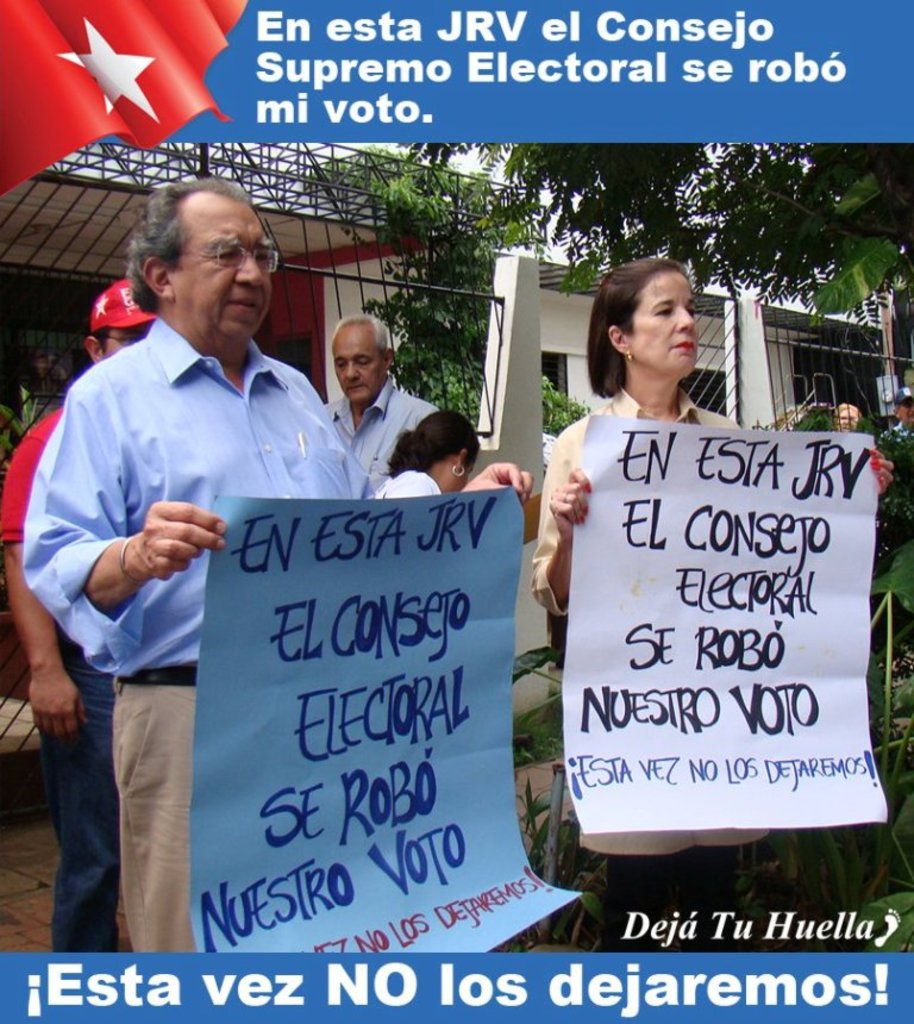 En esta JRV el Consejo
Supremo Electoral se robó
mi voto.
EN ESTA JRV
EL CONSEJO
ELECTORAL
SE ROBÓ
NUESTRO VOTO
VEZ NO LOS DEJAREMOS!
EN ESTA JRV
EL CONSEJO
ELECTORAL
SE ROBÓ
NUESTRO VOTO
¡ESTA VEZ NO LOS DEJAREMOS!
Dejá Tu Huella
¡Esta vez NO los dejaremos!